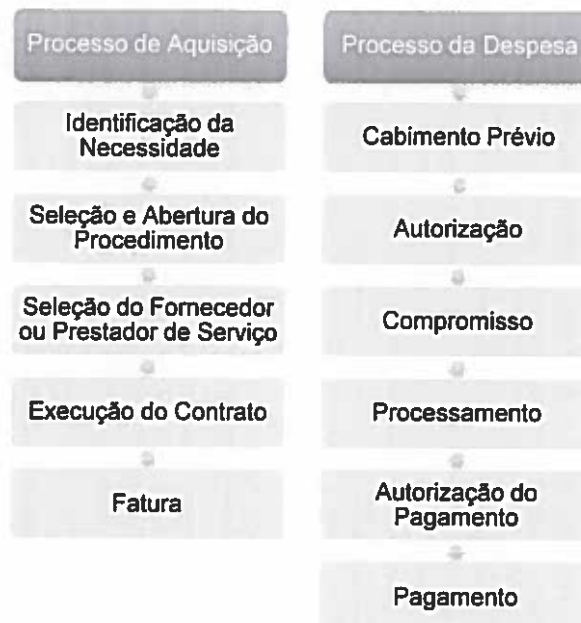 Processo de Aquisição
Identificação da
Necessidade
Seleção e Abertura do
Procedimento
Seleção do Fornecedor
ou Prestador de Serviço
Execução do Contrato
Fatura
Processo da Despesa
Cabimento Prévio
Autorização
Compromisso
Processamento
Autorização do
Pagamento
Pagamento